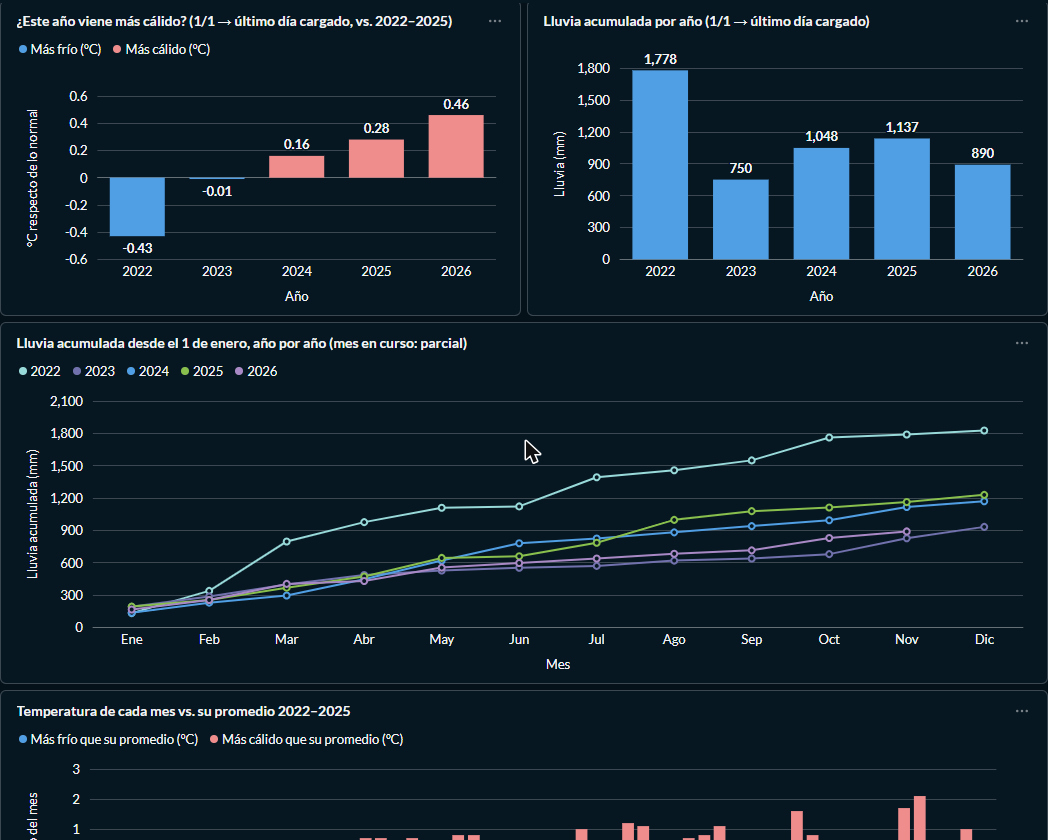 ¿Este año viene más cálido? (1/1 → último día cargado, vs. 2022–2025)
Más frío (ºC) Más cálido (ºC)
ºC respecto de lo normal
0.6
0.4
0.2
0
-0.2
-0.4
-0.6
-0.43
-0.01
0.16
0.28
0.46
2022 2023 2024 2025 2026
Año
Lluvia acumulada por año (1/1 → último día cargado)
Lluvia (mm)
1,800
1,500
1,200
900
600
300
0
1,778
750
1,048
1,137
890
2022 2023 2024 2025 2026
Año
Lluvia acumulada desde el 1 de enero, año por año (mes en curso: parcial)
2022 2023 2024 2025 2026
Lluvia acumulada (mm)
2,100
1,800
1,500
1,200
900
600
300
0
Ene Feb Mar Abr May Jun Jul Ago Sep Oct Nov Dic
Mes
Temperatura de cada mes vs. su promedio 2022–2025
Más frío que su promedio (ºC) Más cálido que su promedio (ºC)
del mes
3
2
1